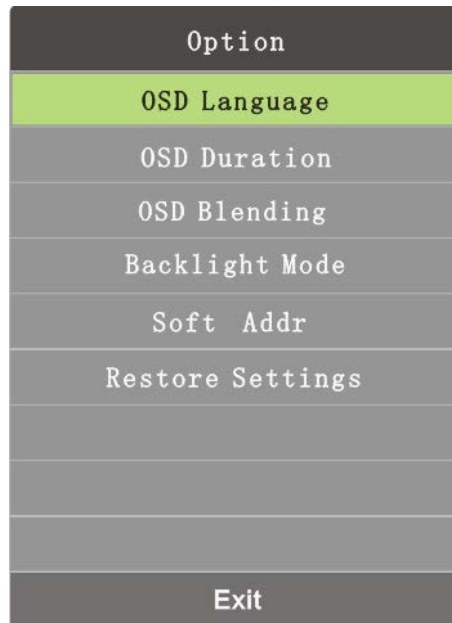 Option
OSD Language
OSD Duration
OSD Blending
Backlight Mode
Soft Addr
Restore Settings
Exit